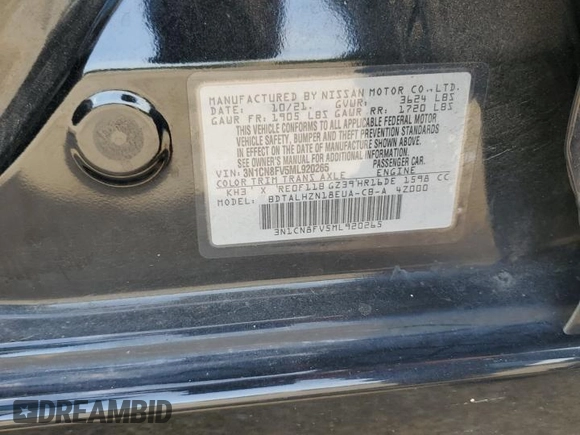 MANUFACTURED BY NISSAN MOTOR CO.,LTD.
DATE: 10/21. GVWR: 3624 LBS
GAWR FR: 1905 LBS GAWR RR: 1720 LBS
THIS VEHICLE CONFORMS TO ALL APPLICABLE FEDERAL MOTOR
VEHICLE SAFETY, BUMPER, AND THEFT PREVENTION STANDARDS
IN EFFECT ON THE DATE OF MANUFACTURE SHOWN ABOVE.
SEE OWNER'S MANUAL FOR ADDITIONAL INFORMATION.
VIN: 3N1CN8FV5ML920265 PASSENGER CAR.
COLOR TRIM TRANS AXLE ENGINE
KH3 X RE0F11B GZ39 HR16DE 1598 CC
MODEL: BDTALHZN18EUA-CB-A 4Z000
3N1CN8FV5ML920265
DREAMBID